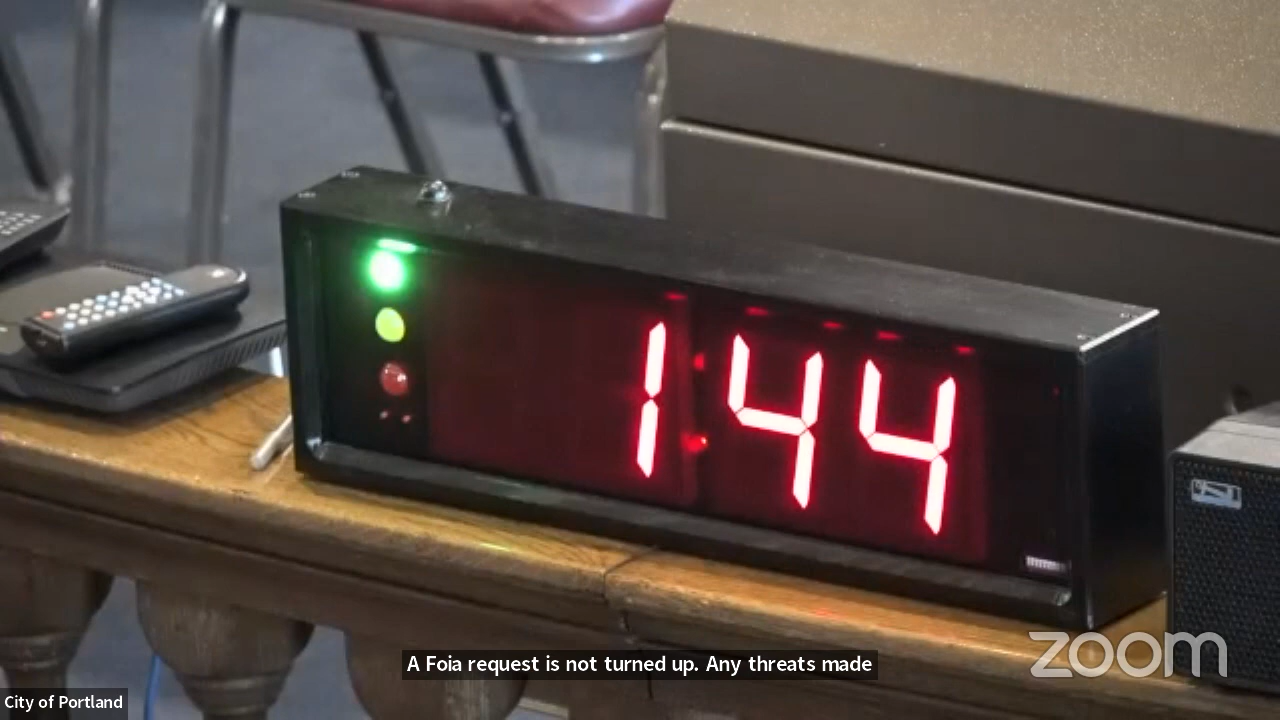 1:44
A Foia request is not turned up. Any threats made
zoom
City of Portland